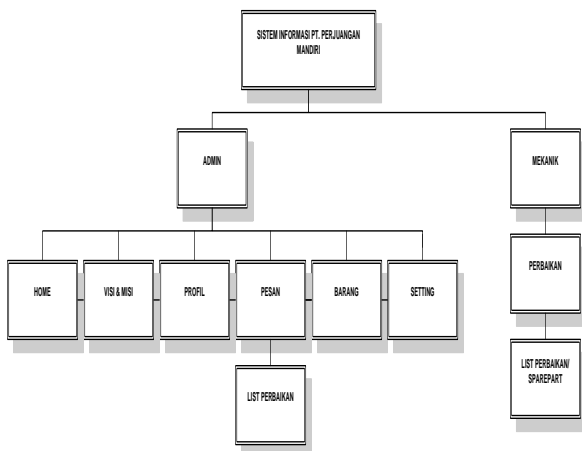 SISTEM INFORMASI PT. PERJUANGAN
MANDIRI
ADMIN
MEKANIK
HOME
VISI & MISI
PROFIL
PESAN
BARANG
SETTING
PERBAIKAN
LIST PERBAIKAN
LIST PERBAIKAN/
SPAREPART